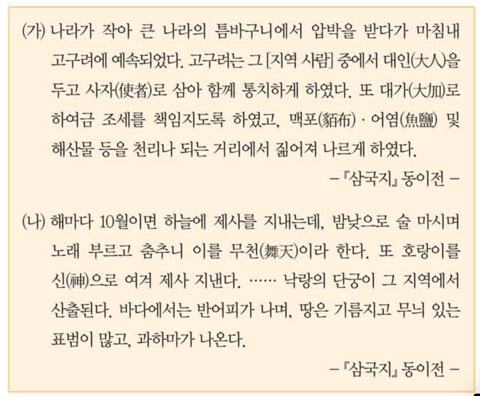 (가) 나라가 작아 큰 나라의 틈바구니에서 압박을 받다가 마침내
고구려에 예속되었다. 고구려는 그 [지역 사람] 중에서 대인(大人)을
두고 사자(使者)로 삼아 함께 통치하게 하였다. 또 대가(大加)로
하여금 조세를 책임지도록 하였고, 맥포(貊布)·어염(魚鹽) 및
해산물 등을 천리나 되는 거리에서 짊어져 나르게 하였다.
-『삼국지』 동이전 -
(나) 해마다 10월이면 하늘에 제사를 지내는데, 밤낮으로 술 마시며
노래 부르고 춤추니 이를 무천(舞天)이라 한다. 또 호랑이를
신(神)으로 여겨 제사 지낸다. …… 낙랑의 단궁이 그 지역에서
산출된다. 바다에서는 반어피가 나며, 땅은 기름지고 무늬 있는
표범이 많고, 과하마가 나온다.
-『삼국지』 동이전 -